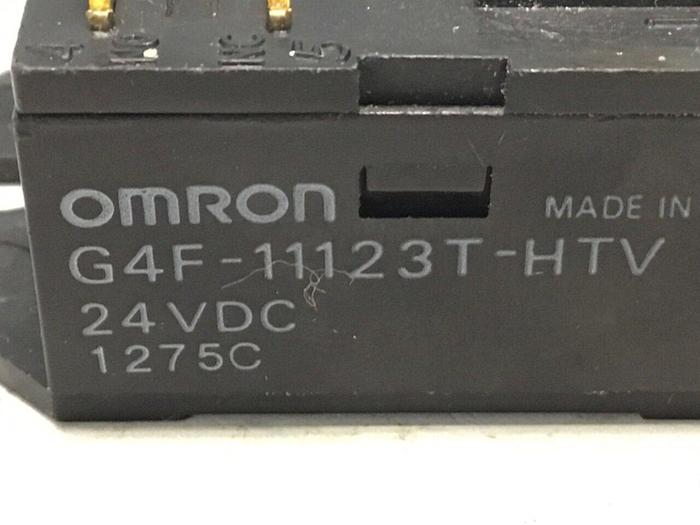 OMRON
MADE IN
G4F-11123T-HTV
24VDC
1275C